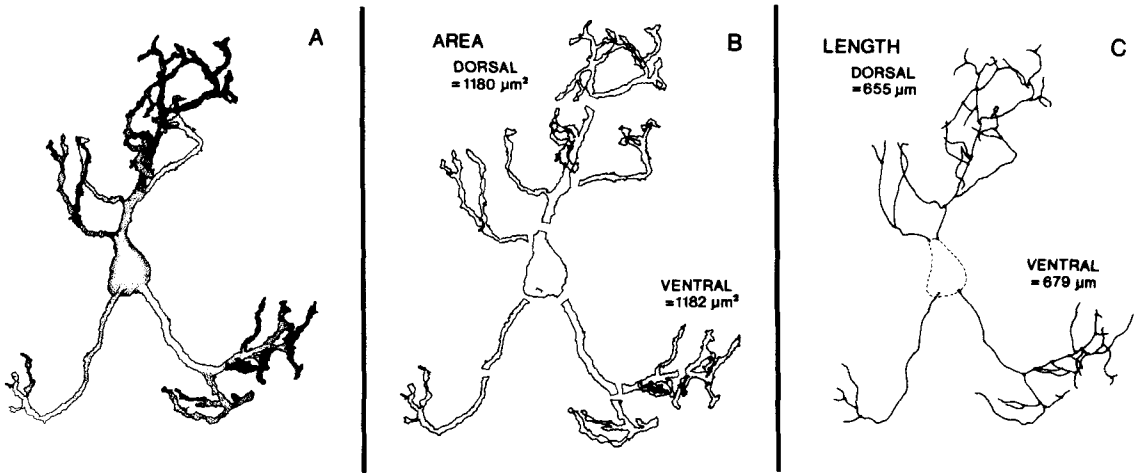 A
AREA
B
DORSAL
= 1180 µm²
VENTRAL
= 1182 µm²
LENGTH
C
DORSAL
= 655 µm
VENTRAL
= 679 µm